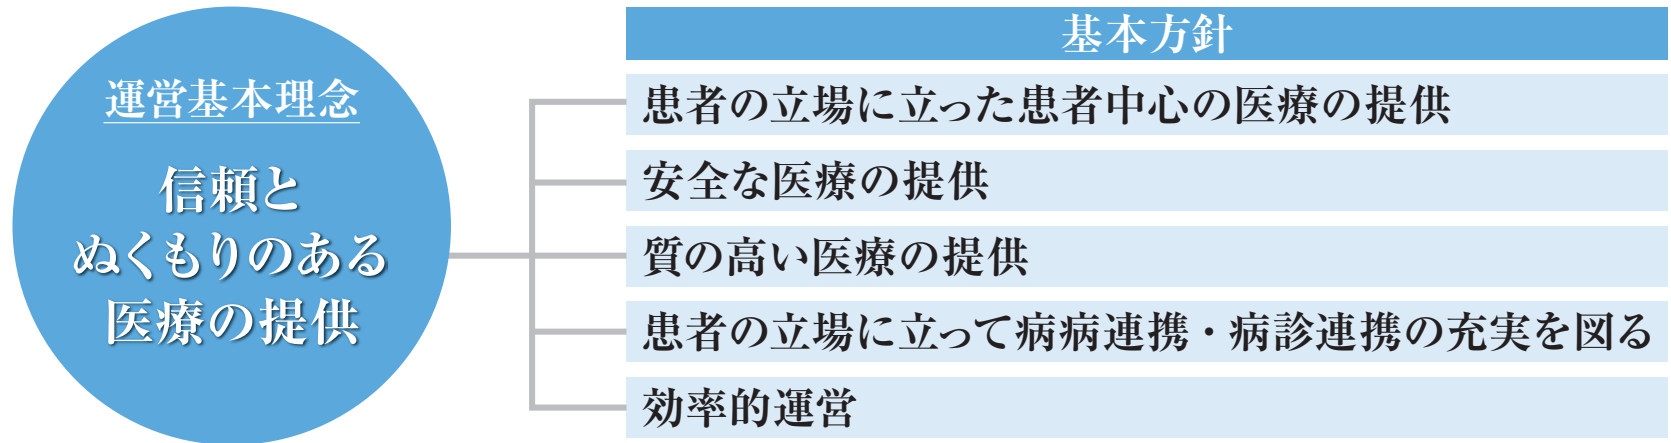 運営基本理念
信頼と
ぬくもりのある
医療の提供
基本方針
患者の立場に立った患者中心の医療の提供
安全な医療の提供
質の高い医療の提供
患者の立場に立って病病連携・病診連携の充実を図る
効率的運営